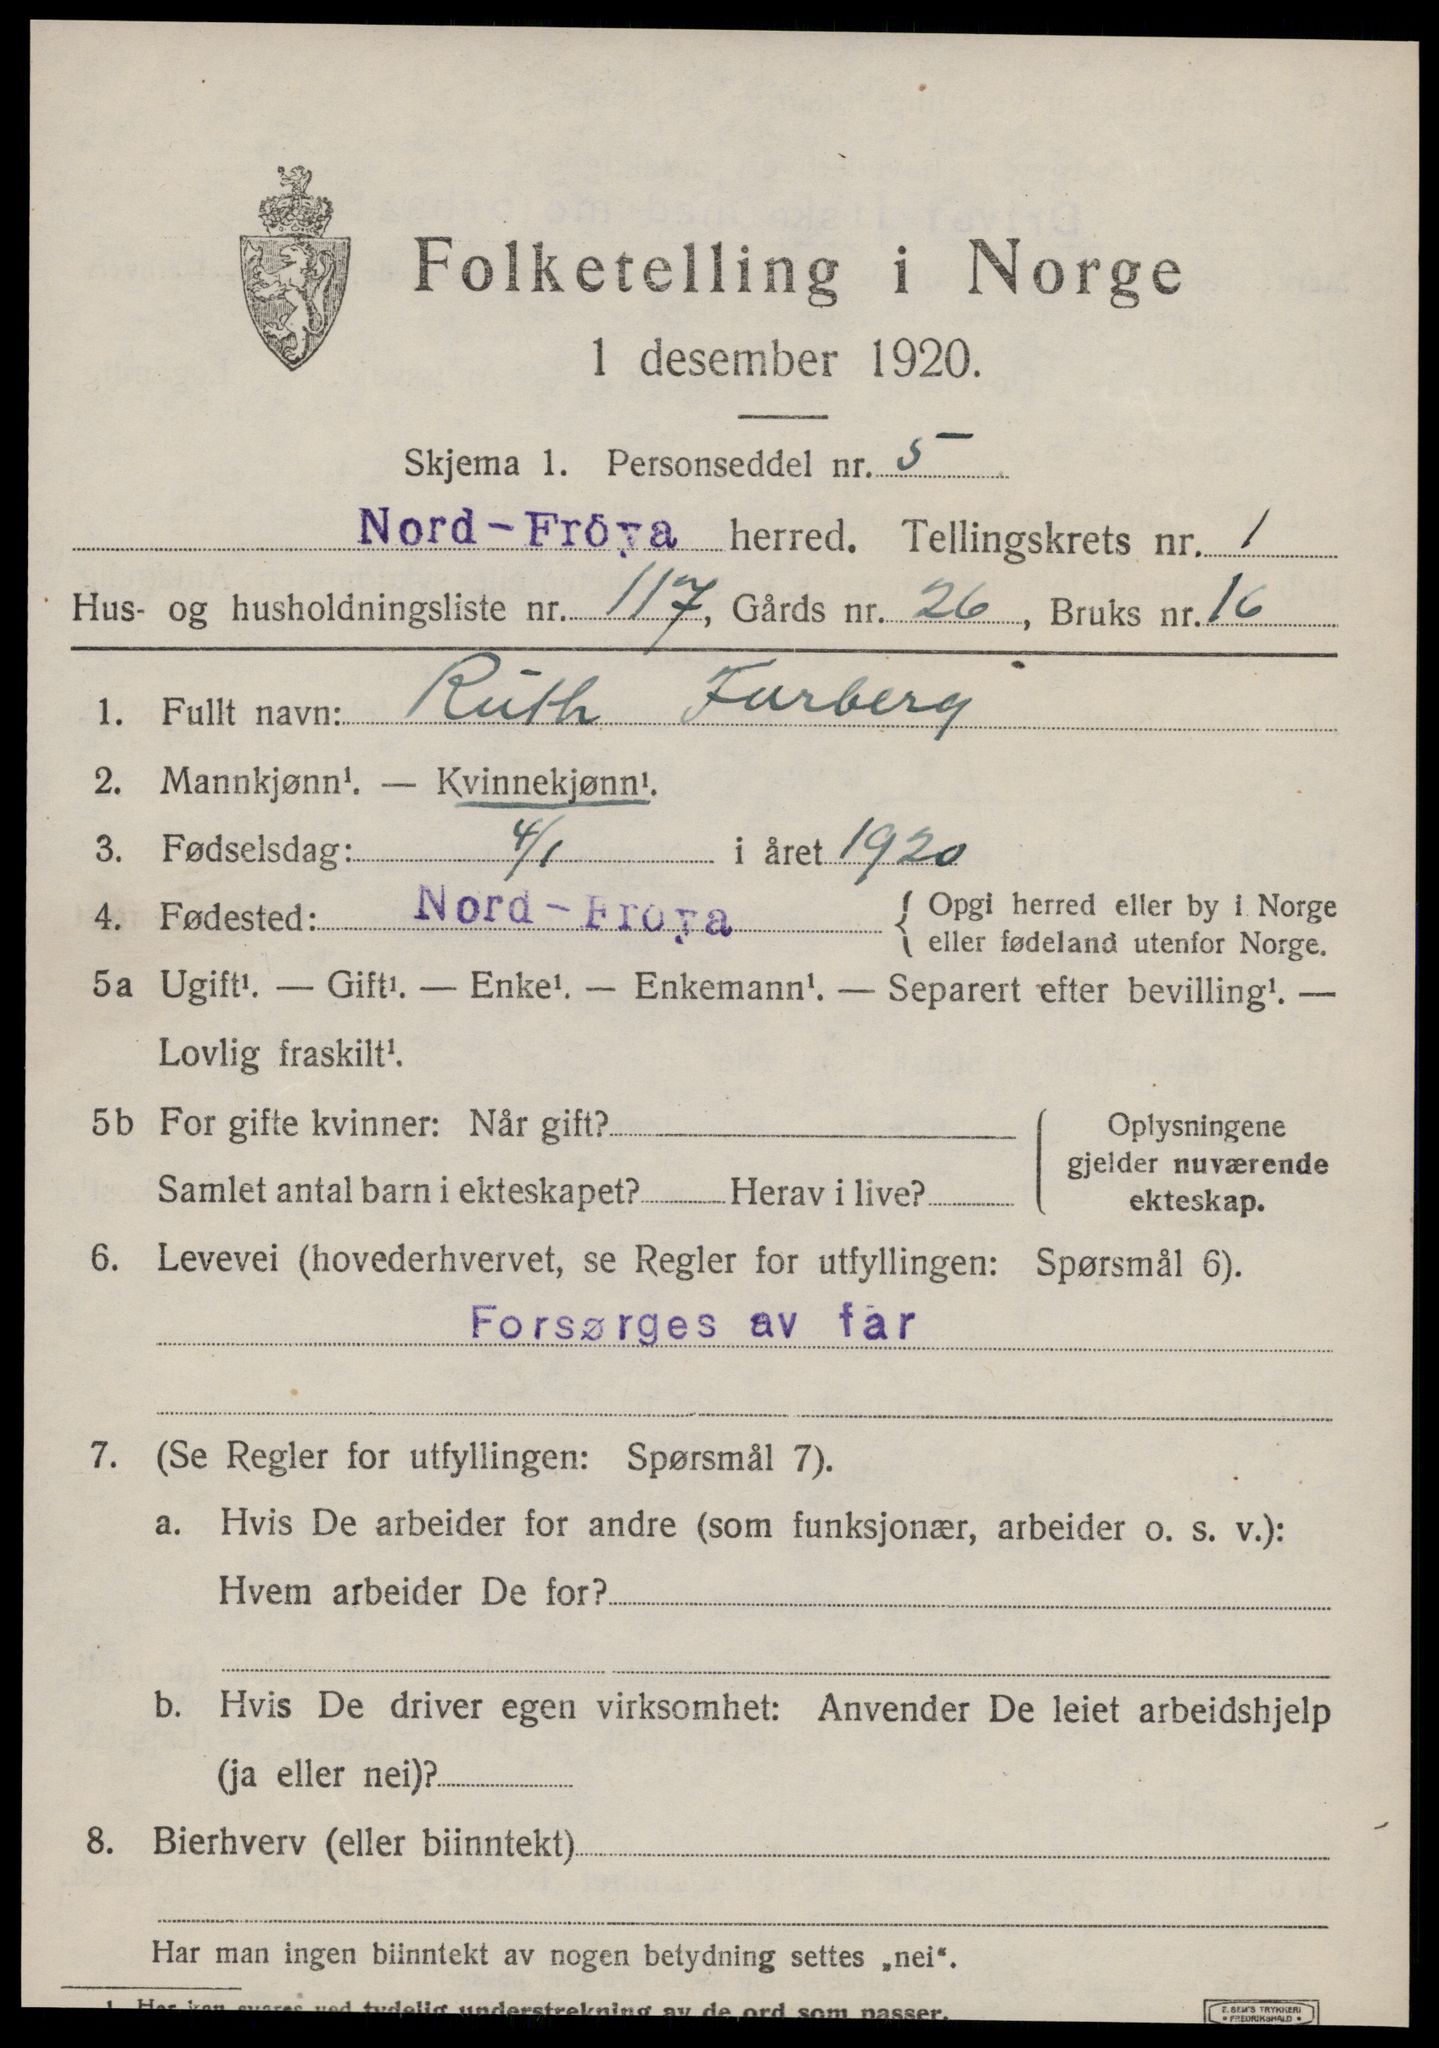 Folketelling i Norge
1 desember 1920.
Skjema 1. Personseddel nr. 5
Nord-Fröya herred. Tellingskrets nr. 1
Hus- og husholdningsliste nr. 117, Gårds nr. 26, Bruks nr. 16
1. Fullt navn: Ruth Furberg
2. Mannkjønn¹. — Kvinnekjønn¹.
3. Fødselsdag: 4/1 i året 1920
4. Fødested: Nord-Fröya { Opgi herred eller by i Norge
eller fødeland utenfor Norge.
5a Ugift¹. — Gift¹. — Enke¹. — Enkemann¹. — Separert efter bevilling¹. —
Lovlig fraskilt¹.
5b For gifte kvinner: Når gift?
Samlet antal barn i ekteskapet? Herav i live?
Oplysningene
gjelder nuværende
ekteskap.
6. Levevei (hovederhvervet, se Regler for utfyllingen: Spørsmål 6).
Forsørges av far
7. (Se Regler for utfyllingen: Spørsmål 7).
a. Hvis De arbeider for andre (som funksjonær, arbeider o. s. v.):
Hvem arbeider De for?
b. Hvis De driver egen virksomhet: Anvender De leiet arbeidshjelp
(ja eller nei)?
8. Bierhverv (eller biinntekt)
Har man ingen biinntekt av nogen betydning settes „nei“.
1. Her kan svares ved tydelig understrekning av de ord som passer.
E. SEM'S TRYKKERI
• FREDRIKSHALD •